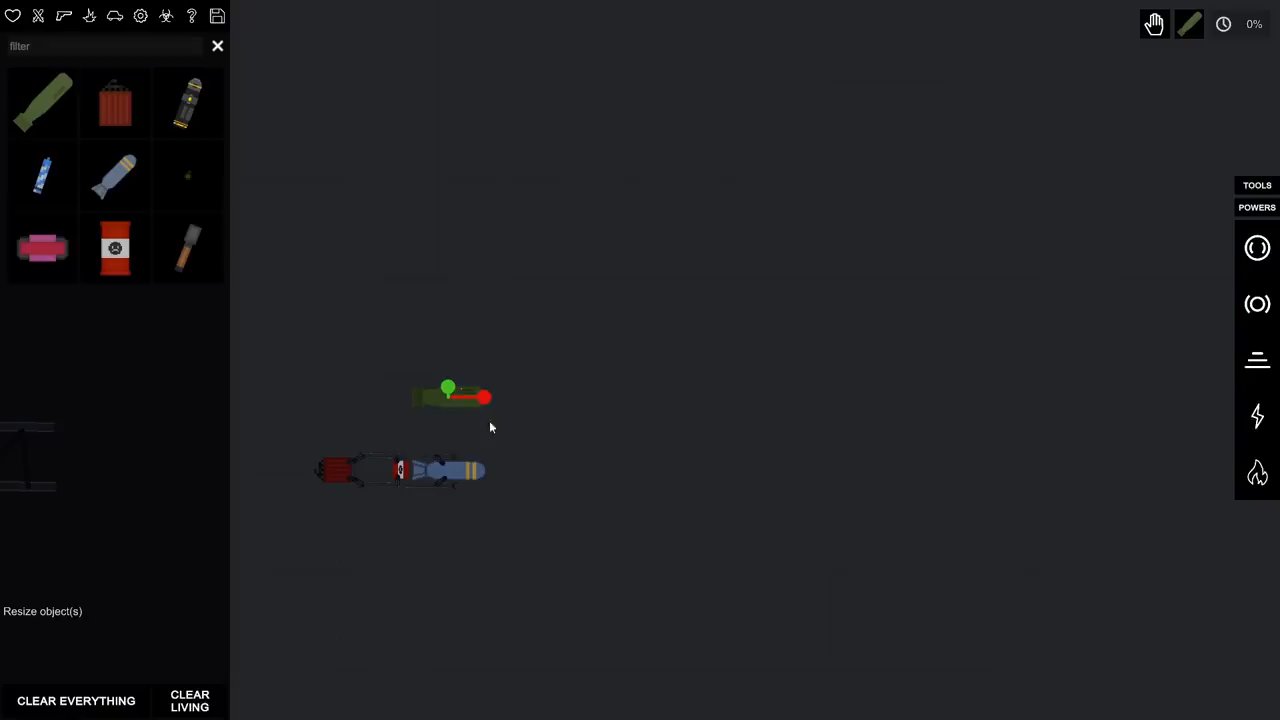 0%
filter
TOOLS
POWERS
Resize object(s)
CLEAR EVERYTHING
CLEAR
LIVING